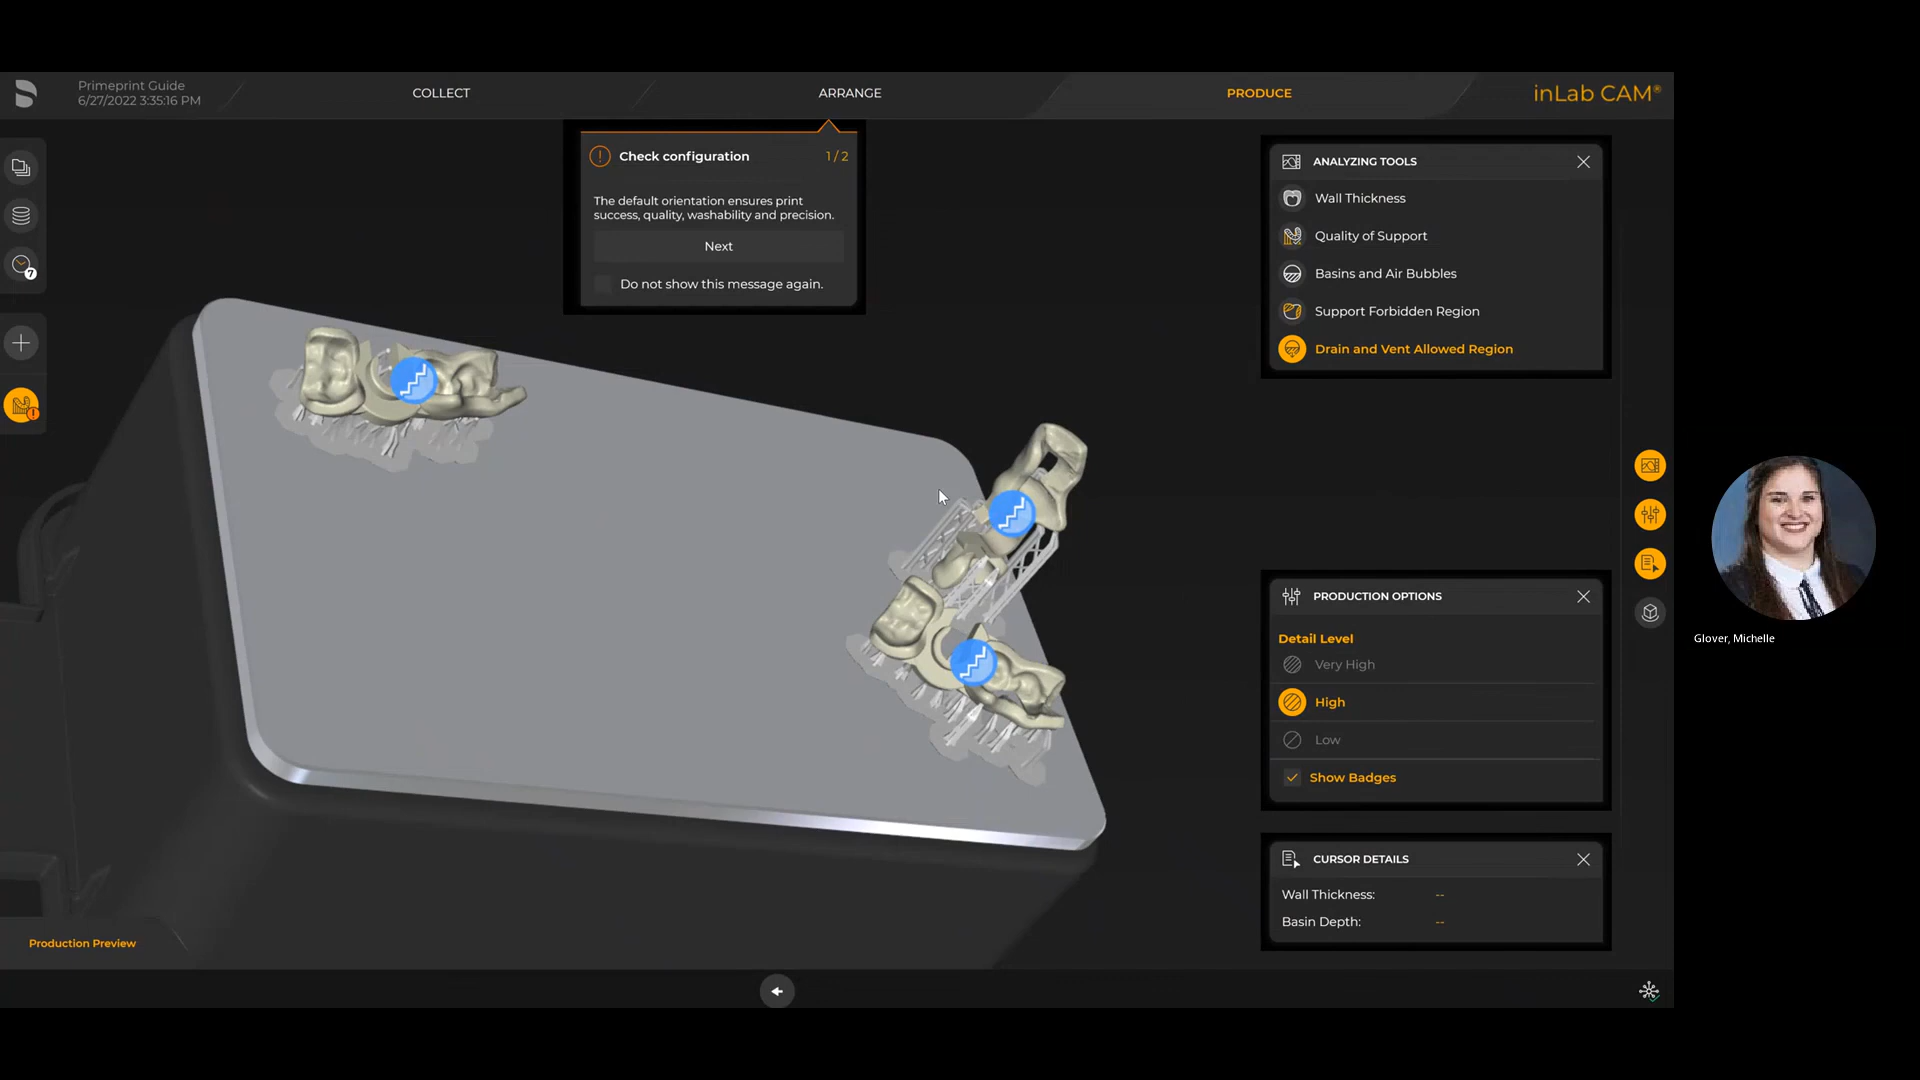 Primeprint Guide
6/27/2022 3:35:16 PM
COLLECT
ARRANGE
PRODUCE
inLab CAM®
Check configuration
1 / 2
The default orientation ensures print
success, quality, washability and precision.
Next
Do not show this message again.
ANALYZING TOOLS
Wall Thickness
Quality of Support
Basins and Air Bubbles
Support Forbidden Region
Drain and Vent Allowed Region
7
PRODUCTION OPTIONS
Detail Level
Very High
High
Low
Show Badges
Glover, Michelle
CURSOR DETAILS
Wall Thickness: --
Basin Depth: --
Production Preview